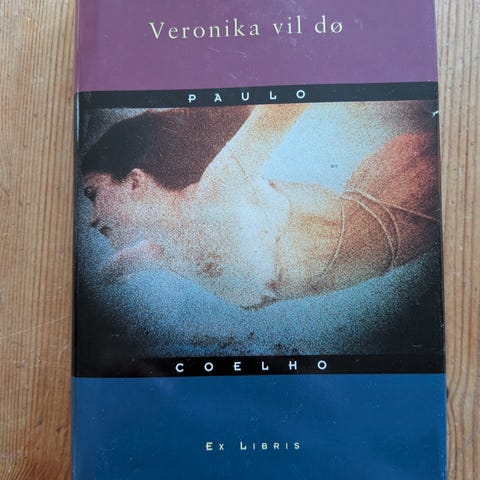 Veronika vil dø
PAULO
COELHO
EX LIBRIS